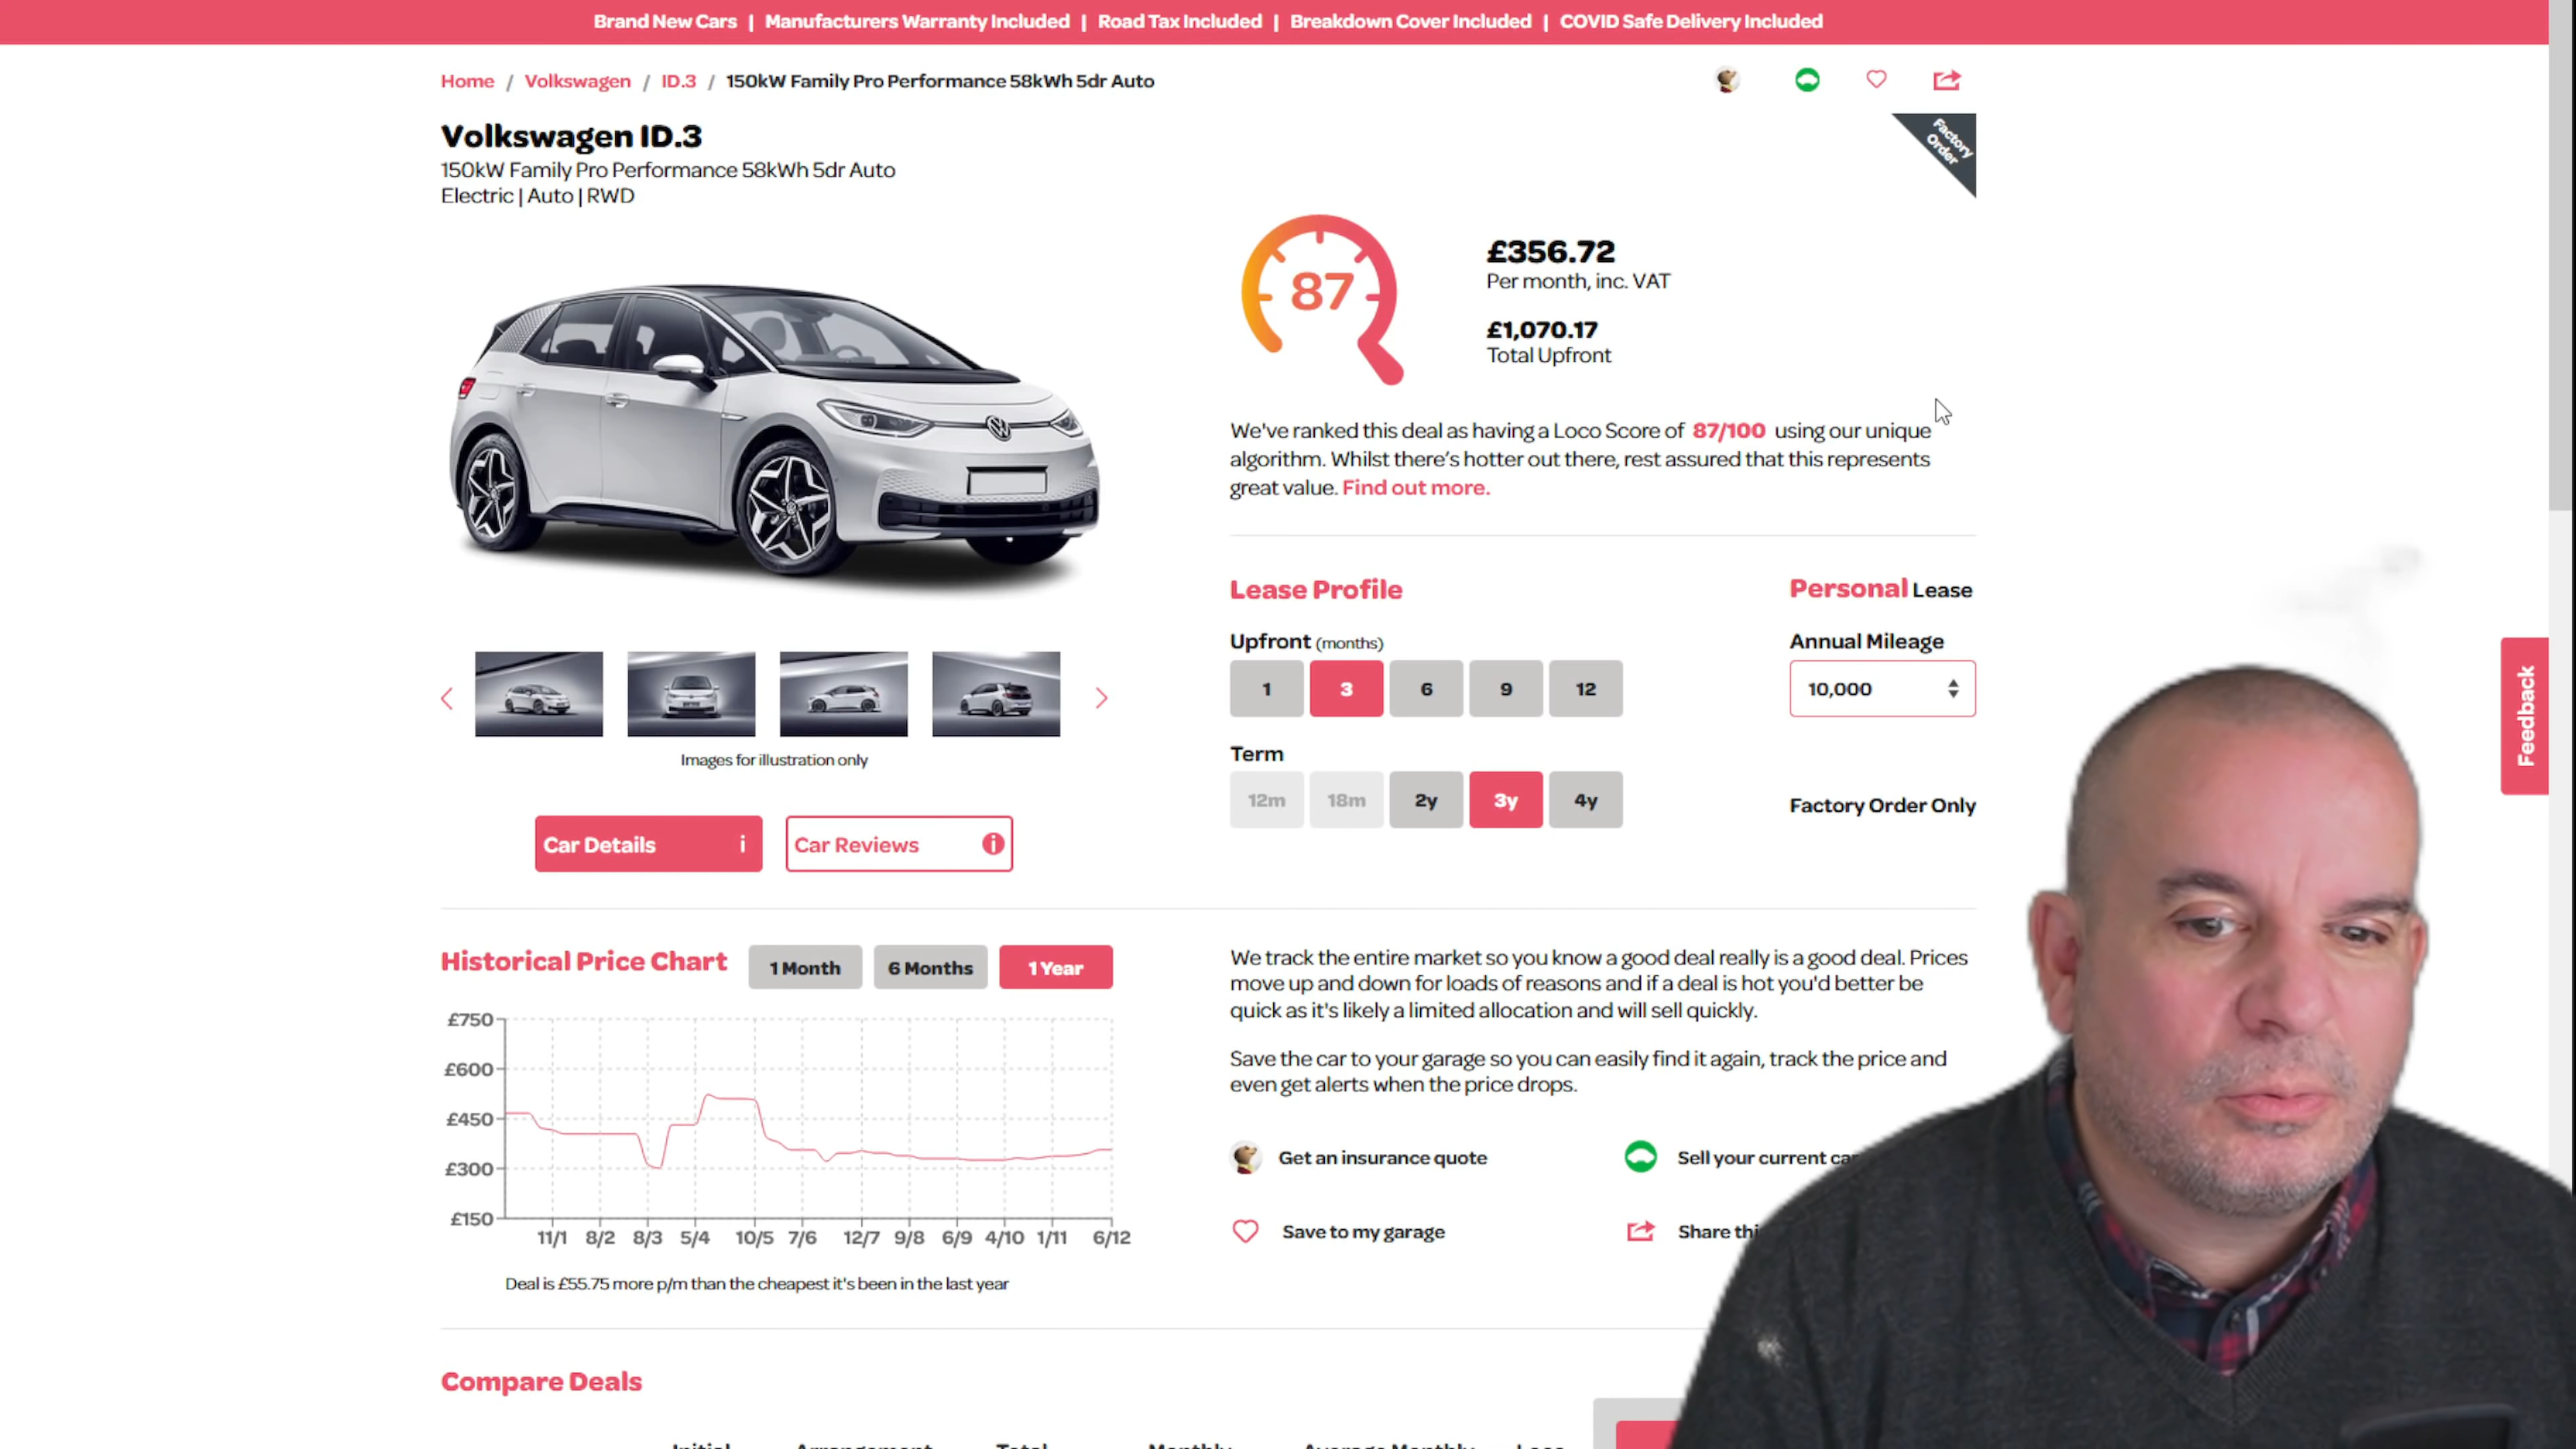 Brand New Cars | Manufacturers Warranty Included | Road Tax Included | Breakdown Cover Included | COVID Safe Delivery Included
Home / Volkswagen / ID.3 / 150kW Family Pro Performance 58kWh 5dr Auto
Volkswagen ID.3
150kW Family Pro Performance 58kWh 5dr Auto
Electric | Auto | RWD
Factory
Order
87
£356.72
Per month, inc. VAT
£1,070.17
Total Upfront
We've ranked this deal as having a Loco Score of 87/100 using our unique
algorithm. Whilst there's hotter out there, rest assured that this represents
great value. Find out more.
Lease Profile
Personal Lease
Upfront (months)
1 3 6 9 12
Annual Mileage
10,000
Term
12m 18m 2y 3y 4y
Factory Order Only
Images for illustration only
Car Details i
Car Reviews i
Feedback
Historical Price Chart
1 Month 6 Months 1 Year
£750
£600
£450
£300
£150
11/1 8/2 8/3 5/4 10/5 7/6 12/7 9/8 6/9 4/10 1/11 6/12
Deal is £55.75 more p/m than the cheapest it's been in the last year
We track the entire market so you know a good deal really is a good deal. Prices
move up and down for loads of reasons and if a deal is hot you'd better be
quick as it's likely a limited allocation and will sell quickly.
Save the car to your garage so you can easily find it again, track the price and
even get alerts when the price drops.
Get an insurance quote
Sell your current
Save to my garage
Share
Compare Deals
Initial Arrangement Total Monthly Average Monthly Loco